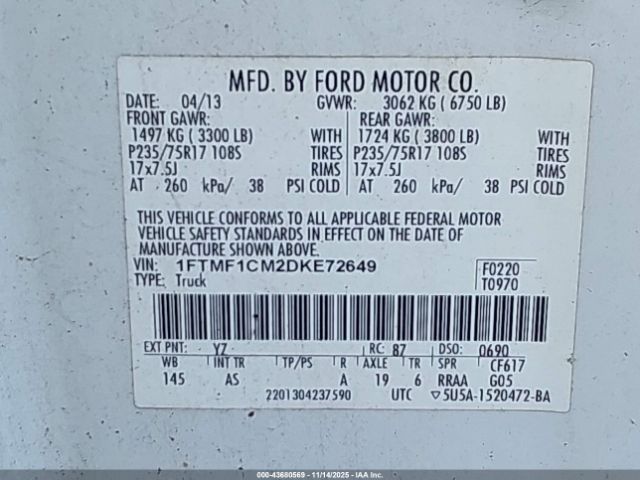 MFD. BY FORD MOTOR CO.
DATE: 04/13 GVWR: 3062 KG ( 6750 LB)
FRONT GAWR: REAR GAWR:
1497 KG ( 3300 LB) WITH 1724 KG ( 3800 LB) WITH
P235/75R17 108S TIRES P235/75R17 108S TIRES
17x7.5J RIMS 17x7.5J RIMS
AT 260 kPa/ 38 PSI COLD AT 260 kPa/ 38 PSI COLD
THIS VEHICLE CONFORMS TO ALL APPLICABLE FEDERAL MOTOR
VEHICLE SAFETY STANDARDS IN EFFECT ON THE DATE OF
MANUFACTURE SHOWN ABOVE.
VIN: 1FTMF1CM2DKE72649 F0220
TYPE: Truck T0970
EXT PNT: YZ RC: 87 DSO: 0690
WB INT TR TP/PS R AXLE TR SPR CF617
145 AS A 19 6 RRAA G05
2201304237590 UTC ▽5U5A-1520472-BA
000-43680569 - 11/14/2025 - IAA Inc.